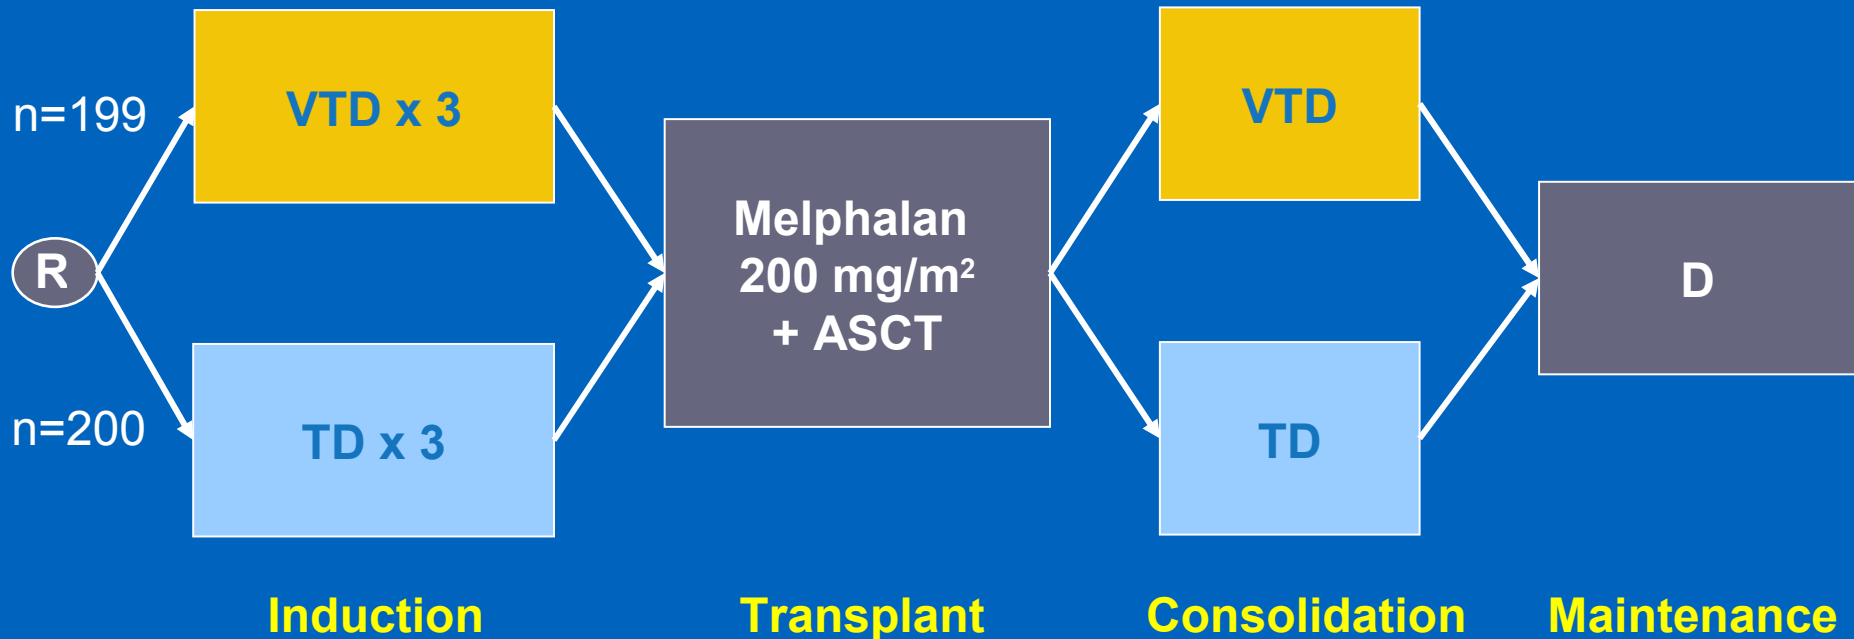 n=199
VTD x 3
VTD
R
Melphalan
200 mg/m²
+ ASCT
D
n=200
TD x 3
TD
Induction
Transplant
Consolidation
Maintenance